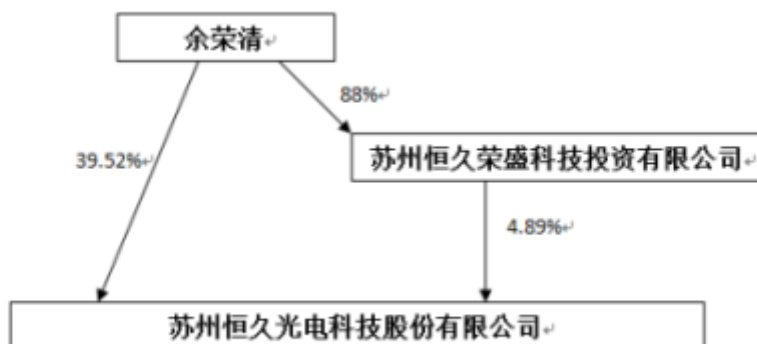 余荣清
88%
苏州恒久荣盛科技投资有限公司
39.52%
4.89%
苏州恒久光电科技股份有限公司